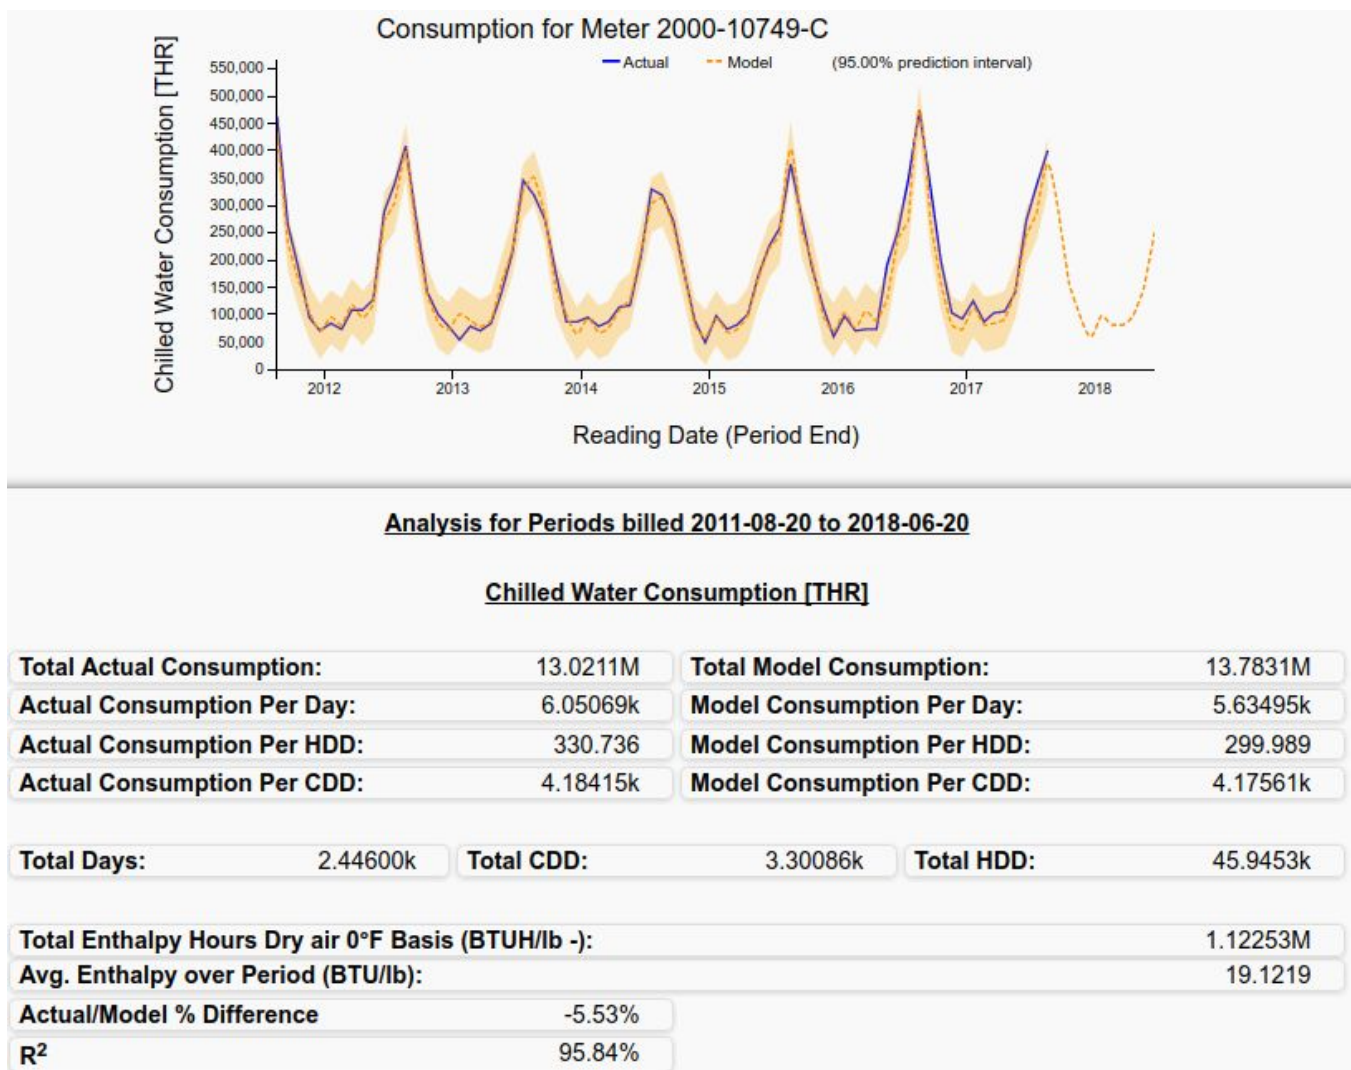 Consumption for Meter 2000-10749-C
Actual Model (95.00% prediction interval)
Chilled Water Consumption [THR]
550,000
500,000
450,000
400,000
350,000
300,000
250,000
200,000
150,000
100,000
50,000
0
2012 2013 2014 2015 2016 2017 2018
Reading Date (Period End)
Analysis for Periods billed 2011-08-20 to 2018-06-20
Chilled Water Consumption [THR]
Total Actual Consumption: 13.0211M Total Model Consumption: 13.7831M
Actual Consumption Per Day: 6.05069k Model Consumption Per Day: 5.63495k
Actual Consumption Per HDD: 330.736 Model Consumption Per HDD: 299.989
Actual Consumption Per CDD: 4.18415k Model Consumption Per CDD: 4.17561k
Total Days: 2.44600k Total CDD: 3.30086k Total HDD: 45.9453k
Total Enthalpy Hours Dry air 0°F Basis (BTUH/lb -): 1.12253M
Avg. Enthalpy over Period (BTU/lb): 19.1219
Actual/Model % Difference -5.53%
R² 95.84%